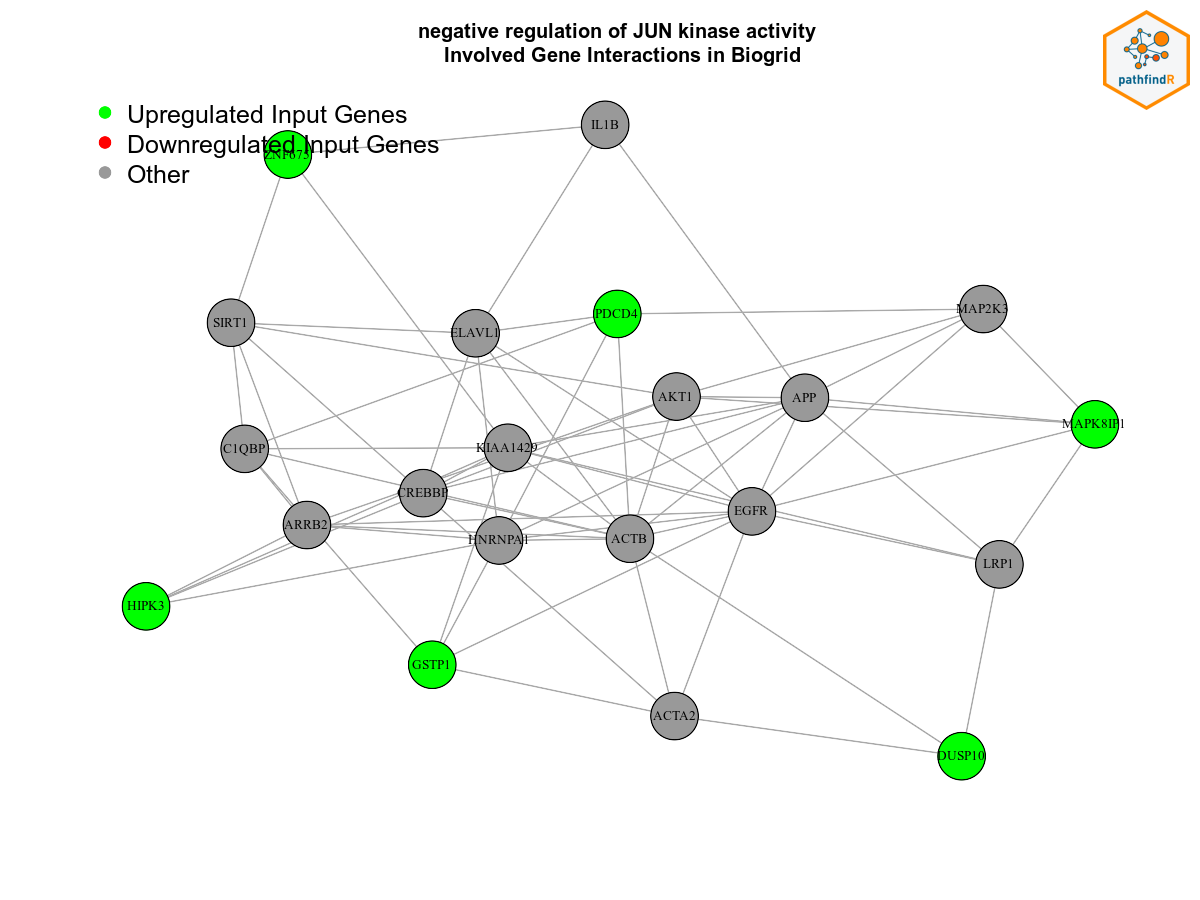 negative regulation of JUN kinase activity
Involved Gene Interactions in Biogrid
pathfindR
Upregulated Input Genes
Downregulated Input Genes
Other
IL1B
ZNF675
MAP2K3
PDCD4
SIRT1
ELAVL1
AKT1
APP
MAPK8IP1
KIAA1429
C1QBP
CREBBP
EGFR
ARRB2
HNRNPA1
ACTB
LRP1
HIPK3
GSTP1
ACTA2
DUSP10